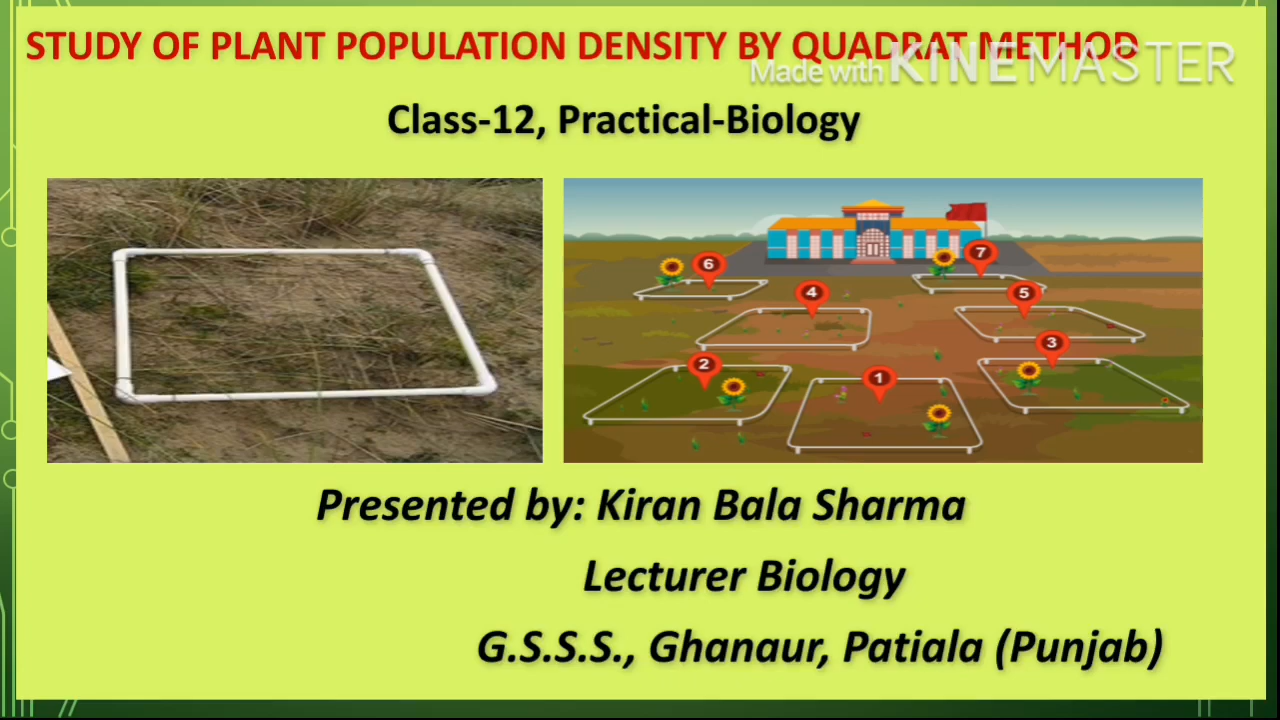 STUDY OF PLANT POPULATION DENSITY BY QUADRAT METHOD
Made with KINEMASTER
Class-12, Practical-Biology
6
7
4
5
3
2
1
Presented by: Kiran Bala Sharma
Lecturer Biology
G.S.S.S., Ghanaur, Patiala (Punjab)